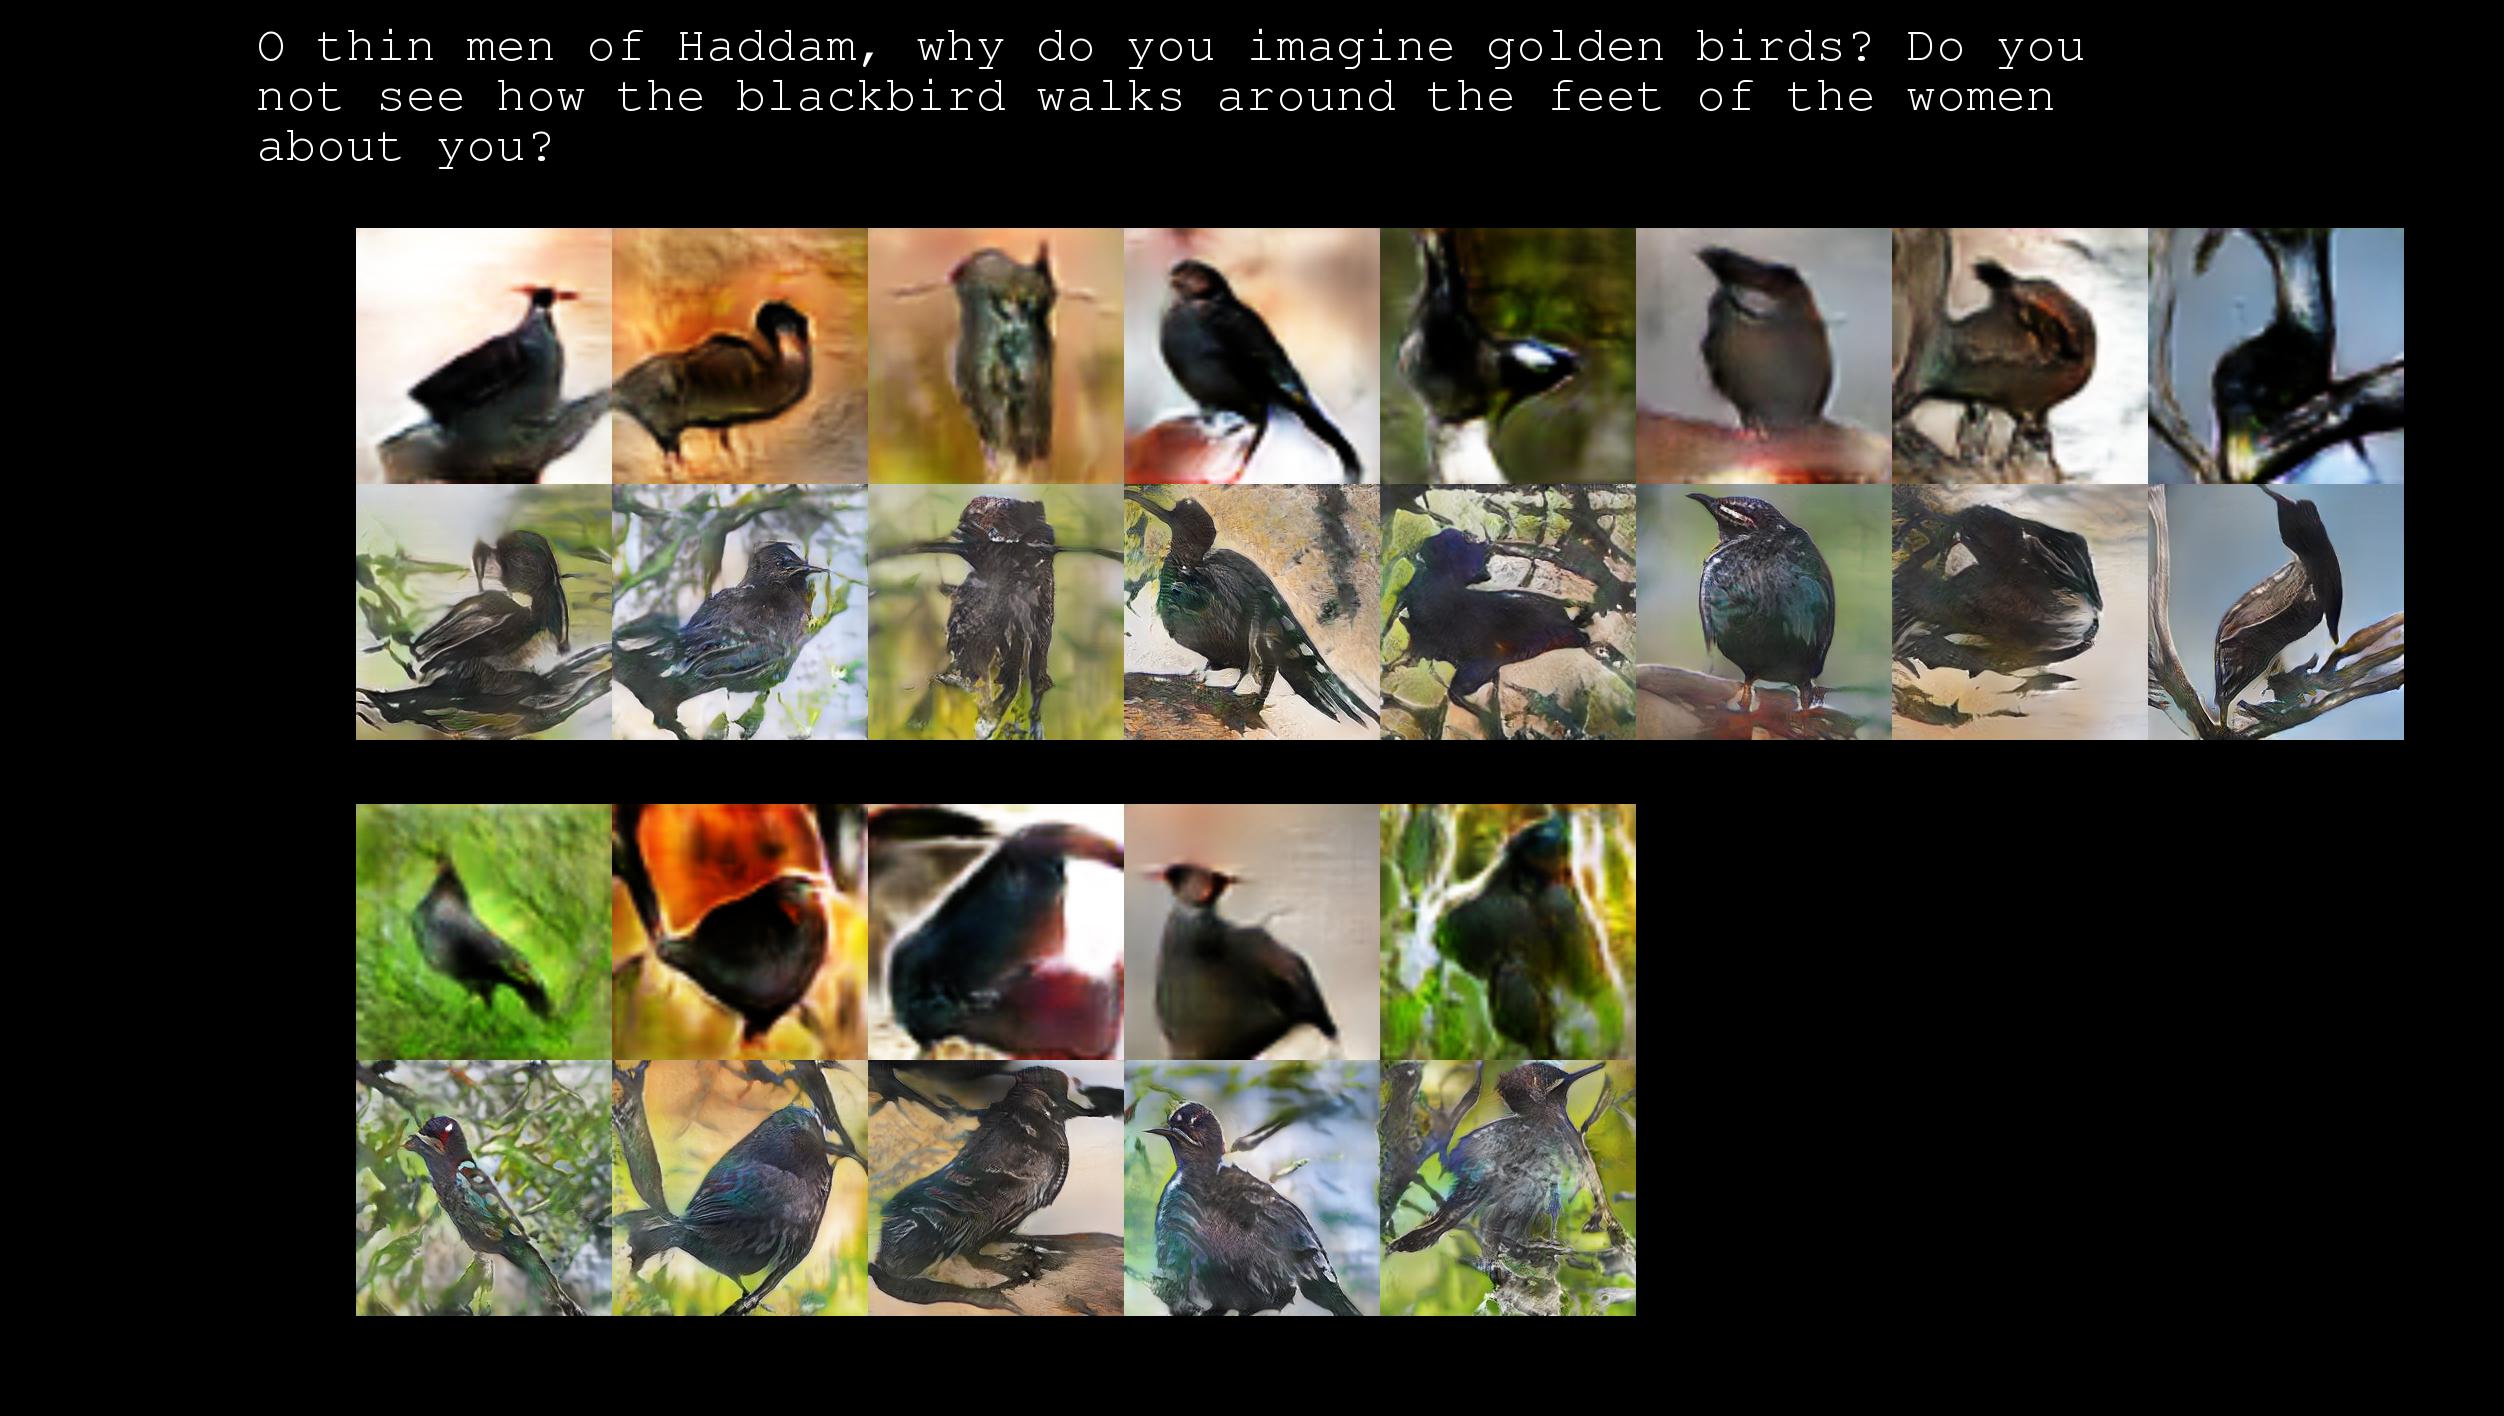 O thin men of Haddam, why do you imagine golden birds? Do you
not see how the blackbird walks around the feet of the women
about you?